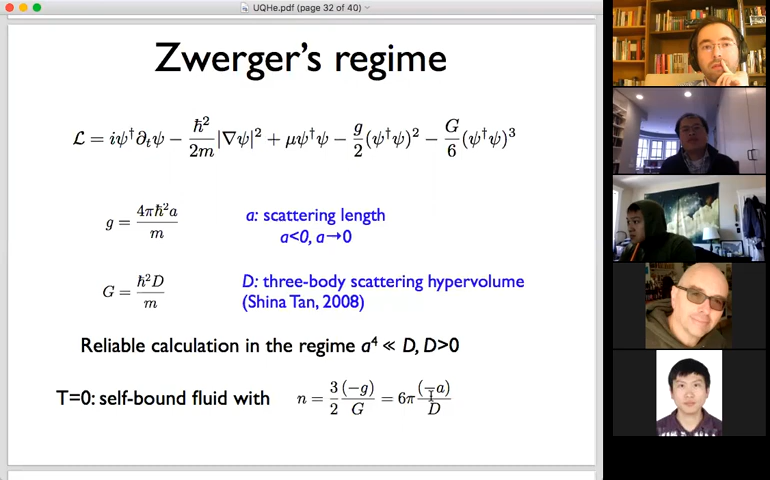 UQHe.pdf (page 32 of 40)
Zwerger's regime
ℒ = iψ†∂ₜψ − ħ²/2m |∇ψ|² + μψ†ψ − g/2 (ψ†ψ)² − G/6 (ψ†ψ)³
g = 4πħ²a/m
a: scattering length
a<0, a→0
G = ħ²D/m
D: three-body scattering hypervolume
(Shina Tan, 2008)
Reliable calculation in the regime a⁴ ≪ D, D>0
T=0: self-bound fluid with n = 3/2 (−g)/G = 6π (−a)/D